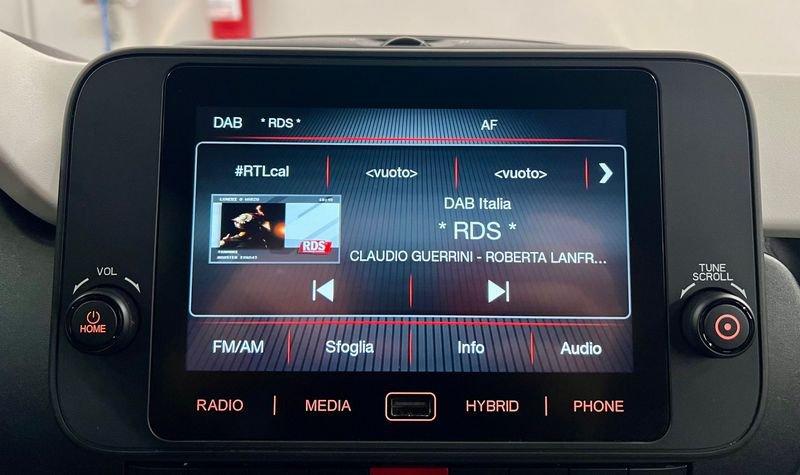 DAB * RDS * AF
#RTLcal <vuoto> <vuoto>
DAB Italia
* RDS *
RDS
CLAUDIO GUERRINI - ROBERTA LANFR...
FM/AM Sfoglia Info Audio
VOL
HOME
TUNE
SCROLL
RADIO MEDIA HYBRID PHONE